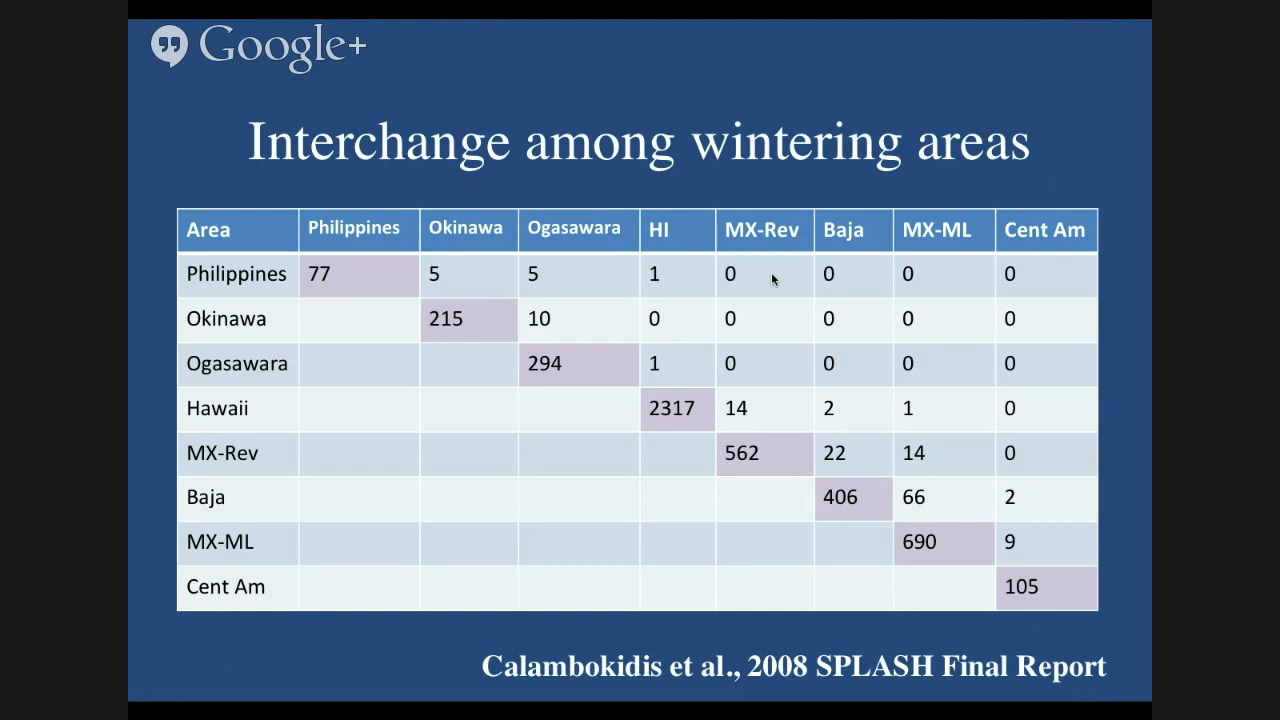 Google+
Interchange among wintering areas
Area Philippines Okinawa Ogasawara HI MX-Rev Baja MX-ML Cent Am
Philippines 77 5 5 1 0 0 0 0
Okinawa 215 10 0 0 0 0 0
Ogasawara 294 1 0 0 0 0
Hawaii 2317 14 2 1 0
MX-Rev 562 22 14 0
Baja 406 66 2
MX-ML 690 9
Cent Am 105
Calambokidis et al., 2008 SPLASH Final Report